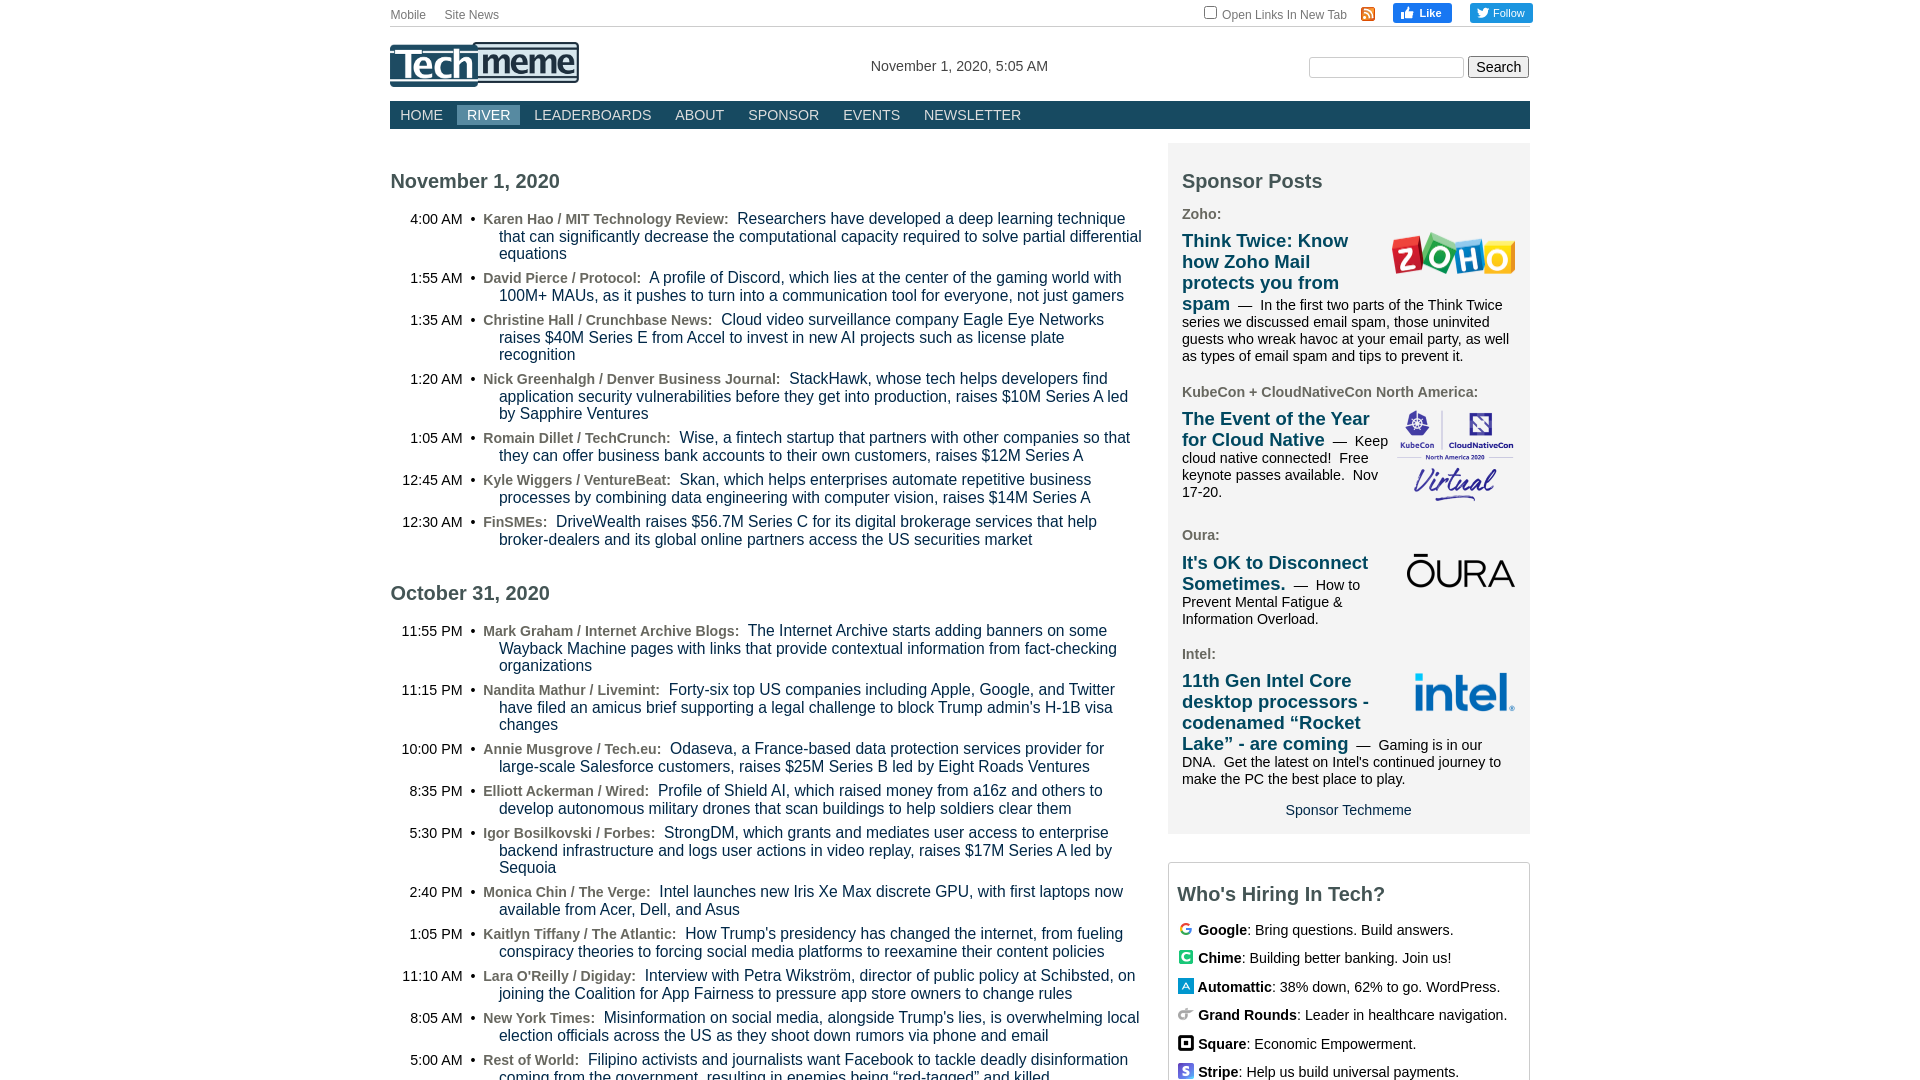 Mobile Site News Open Links In New Tab Like Follow
Techmeme November 1, 2020, 5:05 AM Search
HOME RIVER LEADERBOARDS ABOUT SPONSOR EVENTS NEWSLETTER
November 1, 2020
4:00 AM • Karen Hao / MIT Technology Review: Researchers have developed a deep learning technique
that can significantly decrease the computational capacity required to solve partial differential
equations
1:55 AM • David Pierce / Protocol: A profile of Discord, which lies at the center of the gaming world with
100M+ MAUs, as it pushes to turn into a communication tool for everyone, not just gamers
1:35 AM • Christine Hall / Crunchbase News: Cloud video surveillance company Eagle Eye Networks
raises $40M Series E from Accel to invest in new AI projects such as license plate
recognition
1:20 AM • Nick Greenhalgh / Denver Business Journal: StackHawk, whose tech helps developers find
application security vulnerabilities before they get into production, raises $10M Series A led
by Sapphire Ventures
1:05 AM • Romain Dillet / TechCrunch: Wise, a fintech startup that partners with other companies so that
they can offer business bank accounts to their own customers, raises $12M Series A
12:45 AM • Kyle Wiggers / VentureBeat: Skan, which helps enterprises automate repetitive business
processes by combining data engineering with computer vision, raises $14M Series A
12:30 AM • FinSMEs: DriveWealth raises $56.7M Series C for its digital brokerage services that help
broker-dealers and its global online partners access the US securities market
October 31, 2020
11:55 PM • Mark Graham / Internet Archive Blogs: The Internet Archive starts adding banners on some
Wayback Machine pages with links that provide contextual information from fact-checking
organizations
11:15 PM • Nandita Mathur / Livemint: Forty-six top US companies including Apple, Google, and Twitter
have filed an amicus brief supporting a legal challenge to block Trump admin's H-1B visa
changes
10:00 PM • Annie Musgrove / Tech.eu: Odaseva, a France-based data protection services provider for
large-scale Salesforce customers, raises $25M Series B led by Eight Roads Ventures
8:35 PM • Elliott Ackerman / Wired: Profile of Shield AI, which raised money from a16z and others to
develop autonomous military drones that scan buildings to help soldiers clear them
5:30 PM • Igor Bosilkovski / Forbes: StrongDM, which grants and mediates user access to enterprise
backend infrastructure and logs user actions in video replay, raises $17M Series A led by
Sequoia
2:40 PM • Monica Chin / The Verge: Intel launches new Iris Xe Max discrete GPU, with first laptops now
available from Acer, Dell, and Asus
1:05 PM • Kaitlyn Tiffany / The Atlantic: How Trump's presidency has changed the internet, from fueling
conspiracy theories to forcing social media platforms to reexamine their content policies
11:10 AM • Lara O'Reilly / Digiday: Interview with Petra Wikström, director of public policy at Schibsted, on
joining the Coalition for App Fairness to pressure app store owners to change rules
8:05 AM • New York Times: Misinformation on social media, alongside Trump's lies, is overwhelming local
election officials across the US as they shoot down rumors via phone and email
5:00 AM • Rest of World: Filipino activists and journalists want Facebook to tackle deadly disinformation
coming from the government, resulting in enemies being “red-tagged” and killed
Sponsor Posts
Zoho:
ZOHO
Think Twice: Know
how Zoho Mail
protects you from
spam — In the first two parts of the Think Twice
series we discussed email spam, those uninvited
guests who wreak havoc at your email party, as well
as types of email spam and tips to prevent it.
KubeCon + CloudNativeCon North America:
The Event of the Year
for Cloud Native — Keep
cloud native connected! Free
keynote passes available. Nov
17-20.
KubeCon CloudNativeCon
North America 2020
Virtual
Oura:
ŌURA
It's OK to Disconnect
Sometimes. — How to
Prevent Mental Fatigue &
Information Overload.
Intel:
intel.
11th Gen Intel Core
desktop processors -
codenamed “Rocket
Lake” - are coming — Gaming is in our
DNA. Get the latest on Intel's continued journey to
make the PC the best place to play.
Sponsor Techmeme
Who's Hiring In Tech?
Google: Bring questions. Build answers.
Chime: Building better banking. Join us!
Automattic: 38% down, 62% to go. WordPress.
Grand Rounds: Leader in healthcare navigation.
Square: Economic Empowerment.
Stripe: Help us build universal payments.